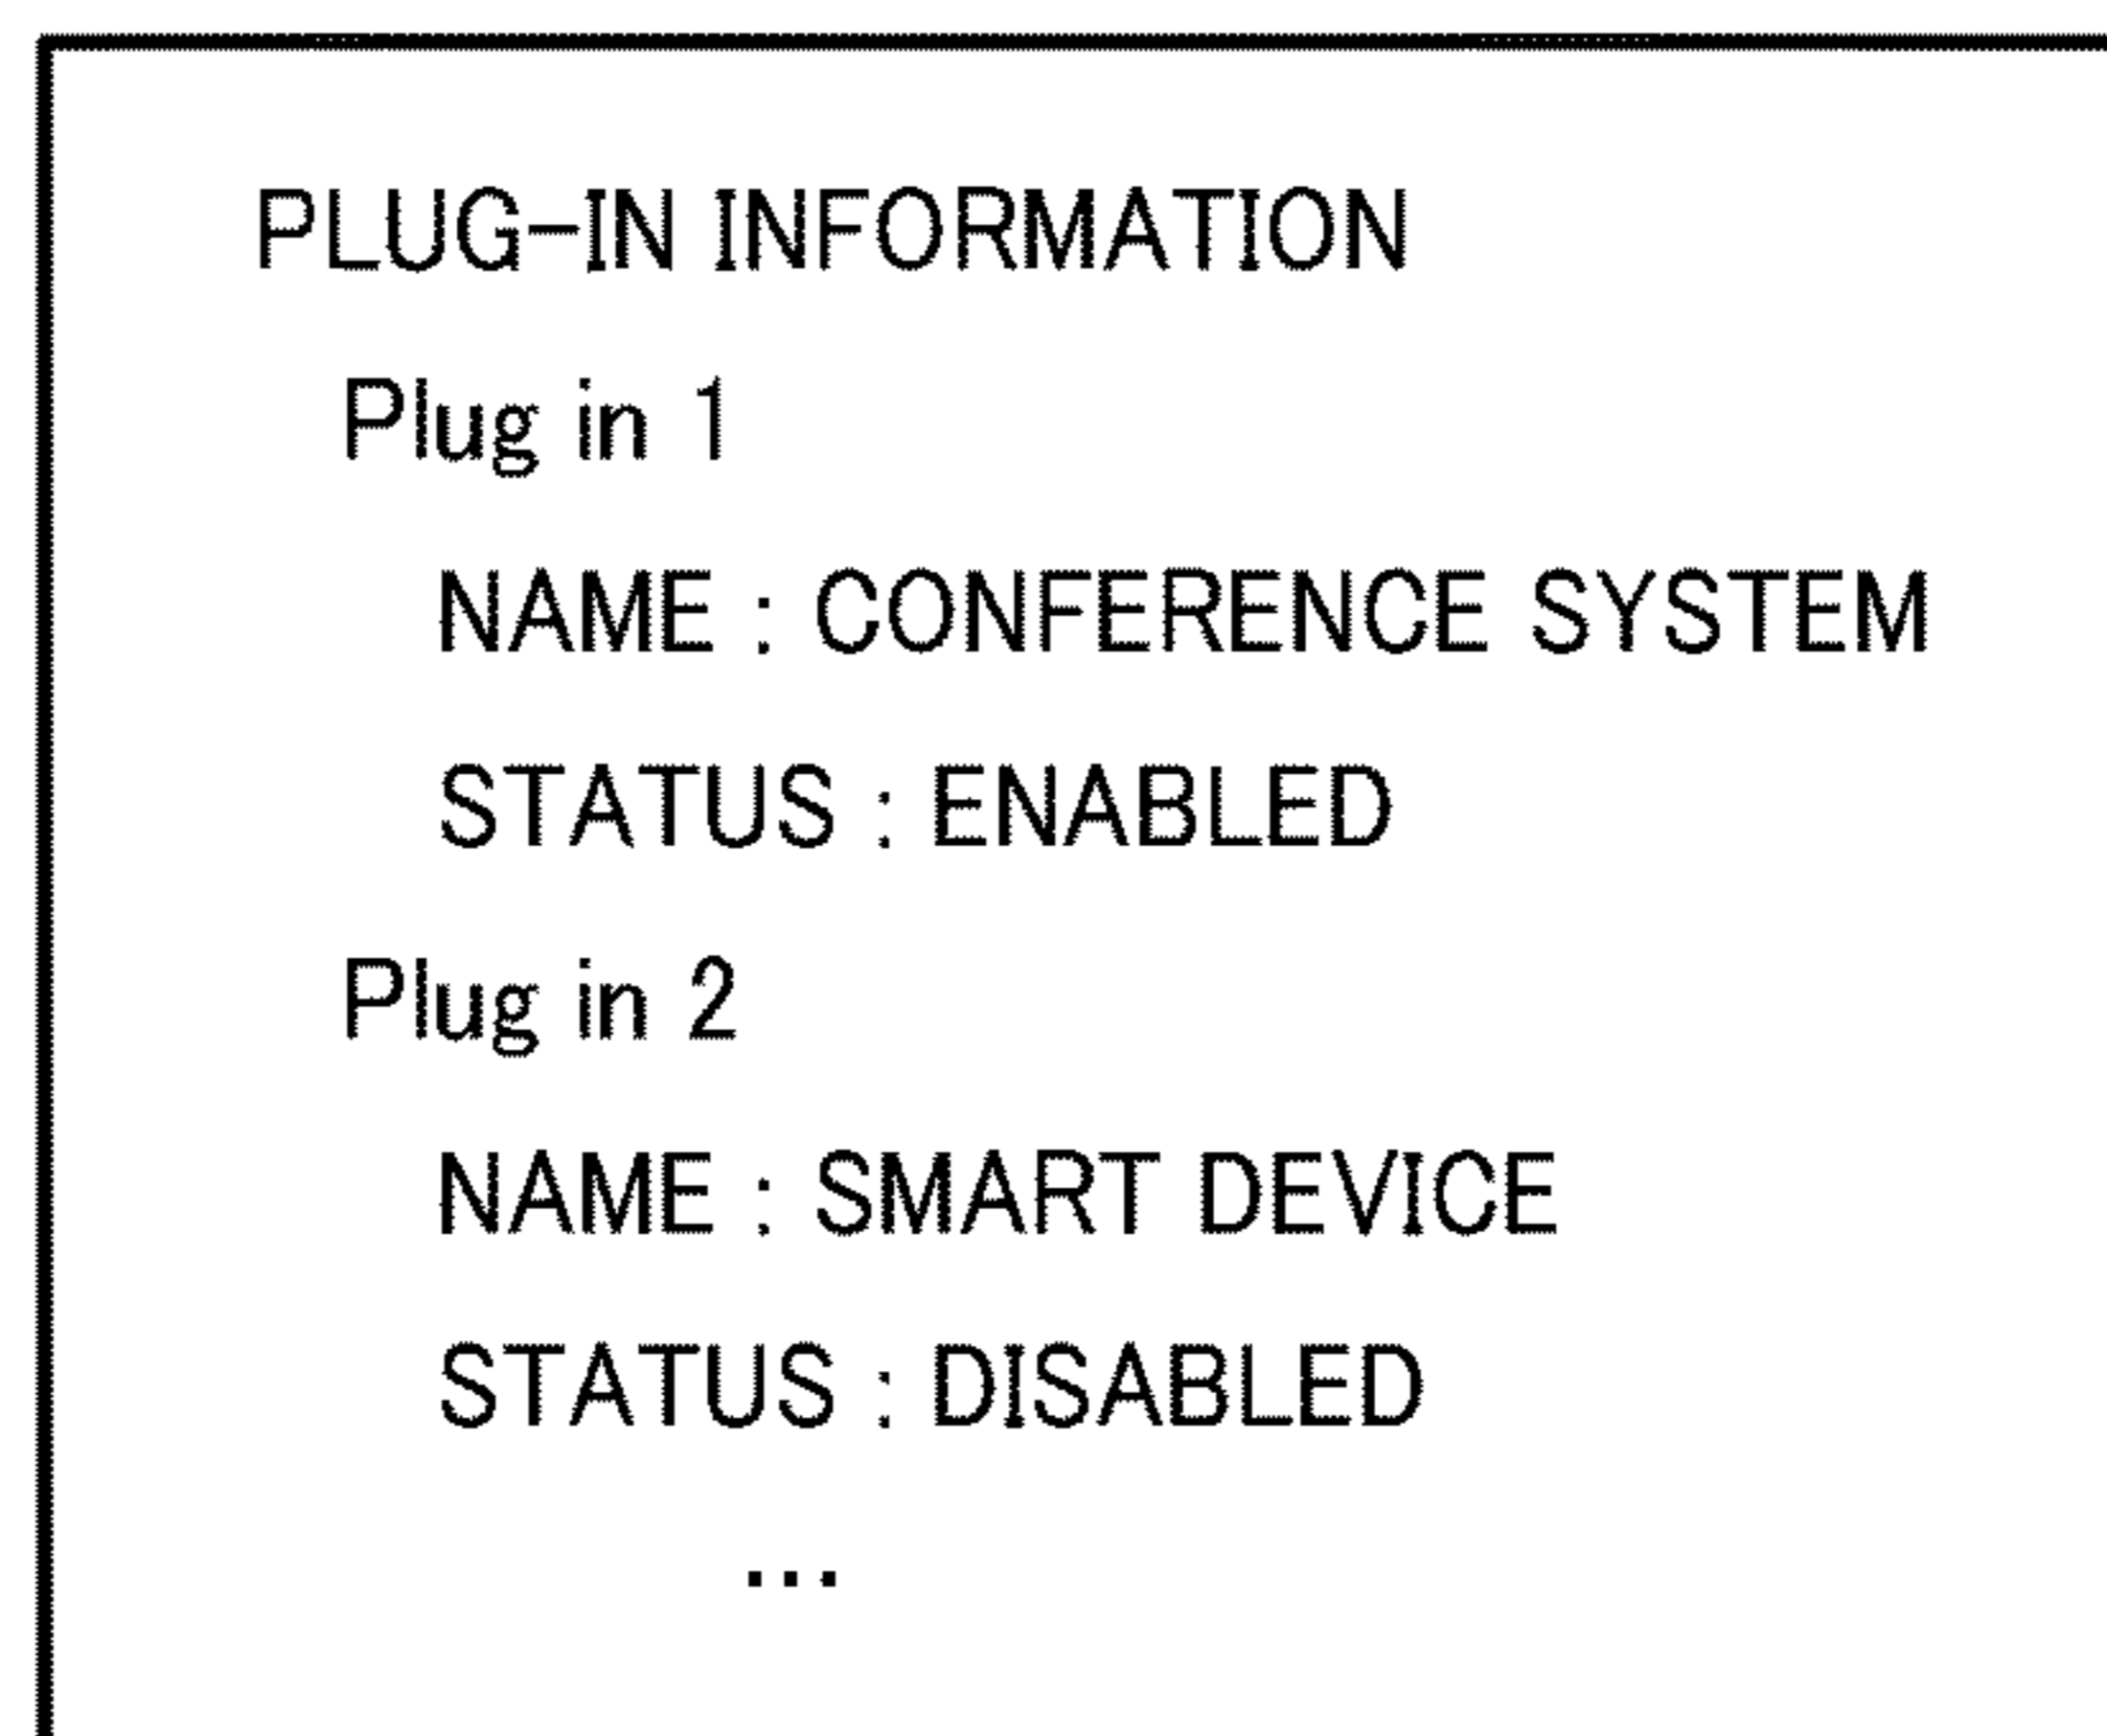 PLUG-IN INFORMATION
Plug in 1
NAME : CONFERENCE SYSTEM
STATUS : ENABLED
Plug in 2
NAME : SMART DEVICE
STATUS : DISABLED
...